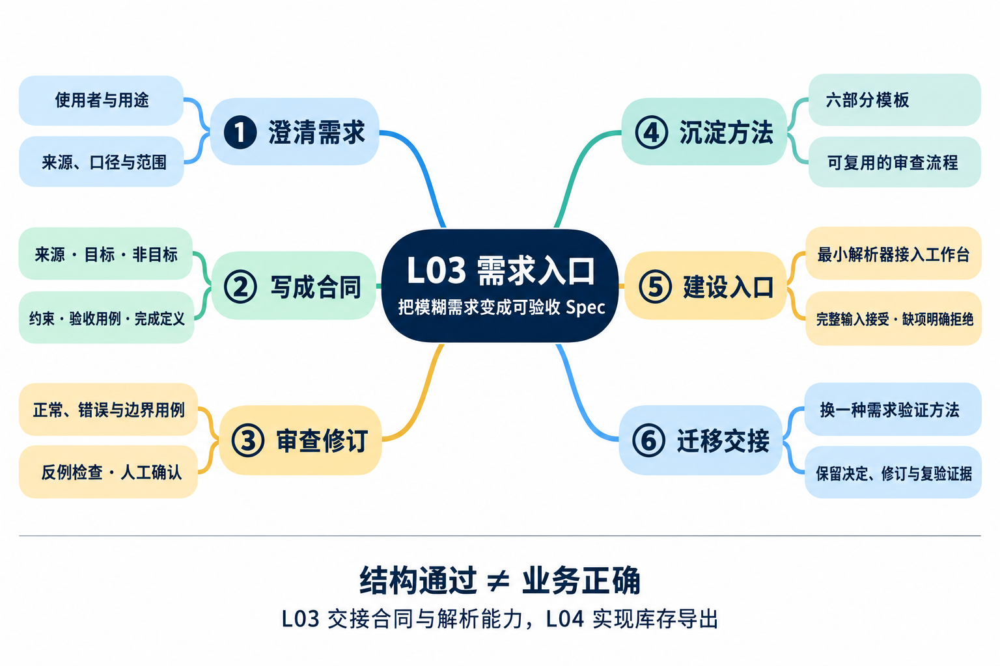 使用者与用途
来源、口径与范围
❶ 澄清需求
来源·目标·非目标
约束·验收用例·完成定义
② 写成合同
正常、错误与边界用例
反例检查·人工确认
③ 审查修订
L03 需求入口
把模糊需求变成可验收 Spec
④ 沉淀方法
六部分模板
可复用的审查流程
⑤ 建设入口
最小解析器接入工作台
完整输入接受·缺项明确拒绝
⑥ 迁移交接
换一种需求验证方法
保留决定、修订与复验证据
结构通过 ≠ 业务正确
L03 交接合同与解析能力，L04 实现库存导出